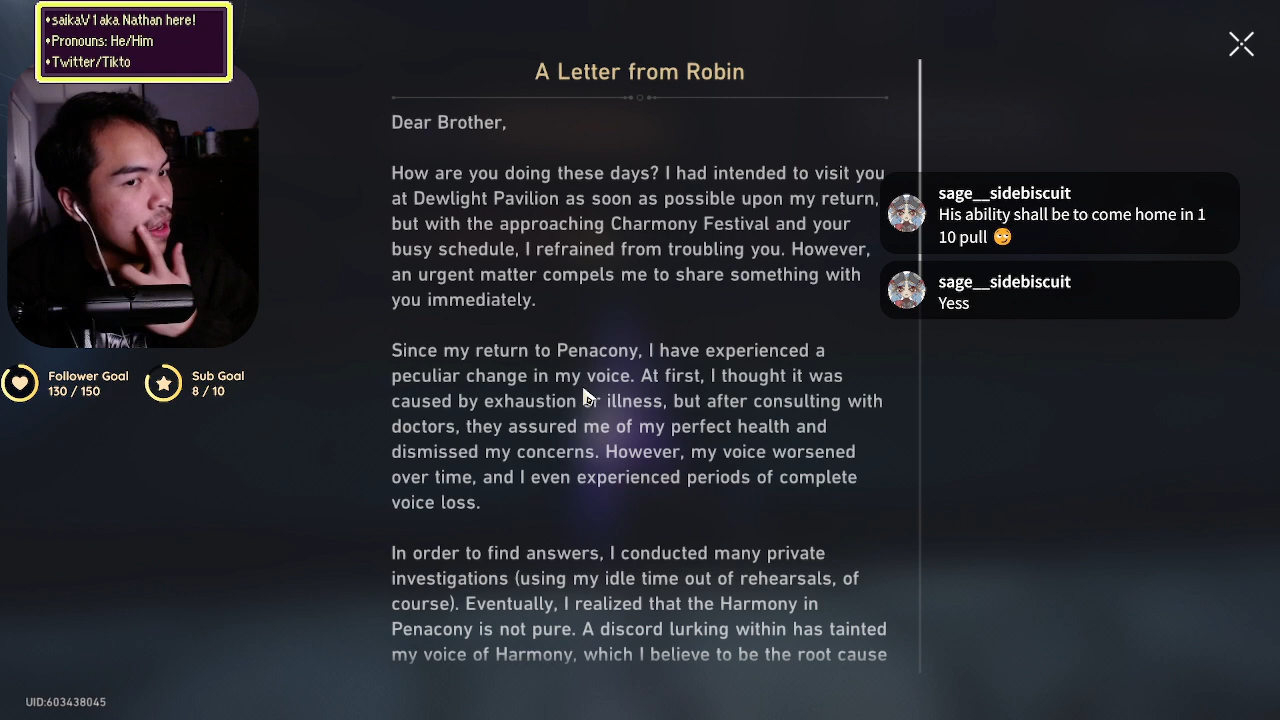 •saikaV1 aka Nathan here!
•Pronouns: He/Him
•Twitter/Tikto
A Letter from Robin
Dear Brother,
How are you doing these days? I had intended to visit you
at Dewlight Pavilion as soon as possible upon my return,
but with the approaching Charmony Festival and your
busy schedule, I refrained from troubling you. However,
an urgent matter compels me to share something with
you immediately.
Since my return to Penacony, I have experienced a
peculiar change in my voice. At first, I thought it was
caused by exhaustion or illness, but after consulting with
doctors, they assured me of my perfect health and
dismissed my concerns. However, my voice worsened
over time, and I even experienced periods of complete
voice loss.
In order to find answers, I conducted many private
investigations (using my idle time out of rehearsals, of
course). Eventually, I realized that the Harmony in
Penacony is not pure. A discord lurking within has tainted
my voice of Harmony, which I believe to be the root cause
sage__sidebiscuit
His ability shall be to come home in 1
10 pull
sage__sidebiscuit
Yess
Follower Goal
130 / 150
Sub Goal
8 / 10
UID:603438045